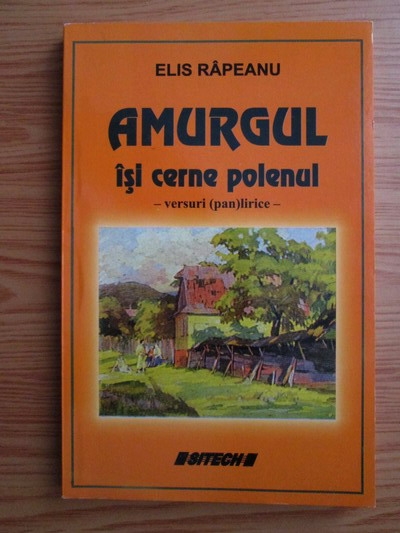 ELIS RÂPEANU
AMURGUL
îşi cerne polenul
– versuri (pan)lirice –
SITECH